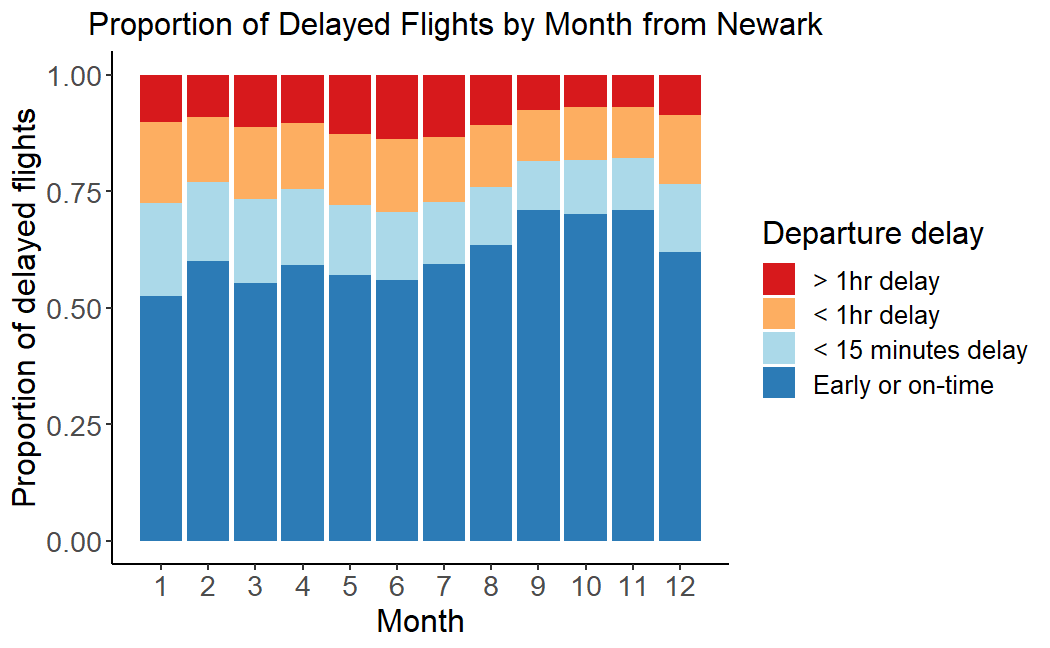 Proportion of Delayed Flights by Month from Newark
Proportion of delayed flights
1.00
0.75
0.50
0.25
0.00
1 2 3 4 5 6 7 8 9 10 11 12
Month
Departure delay
> 1hr delay
< 1hr delay
< 15 minutes delay
Early or on-time